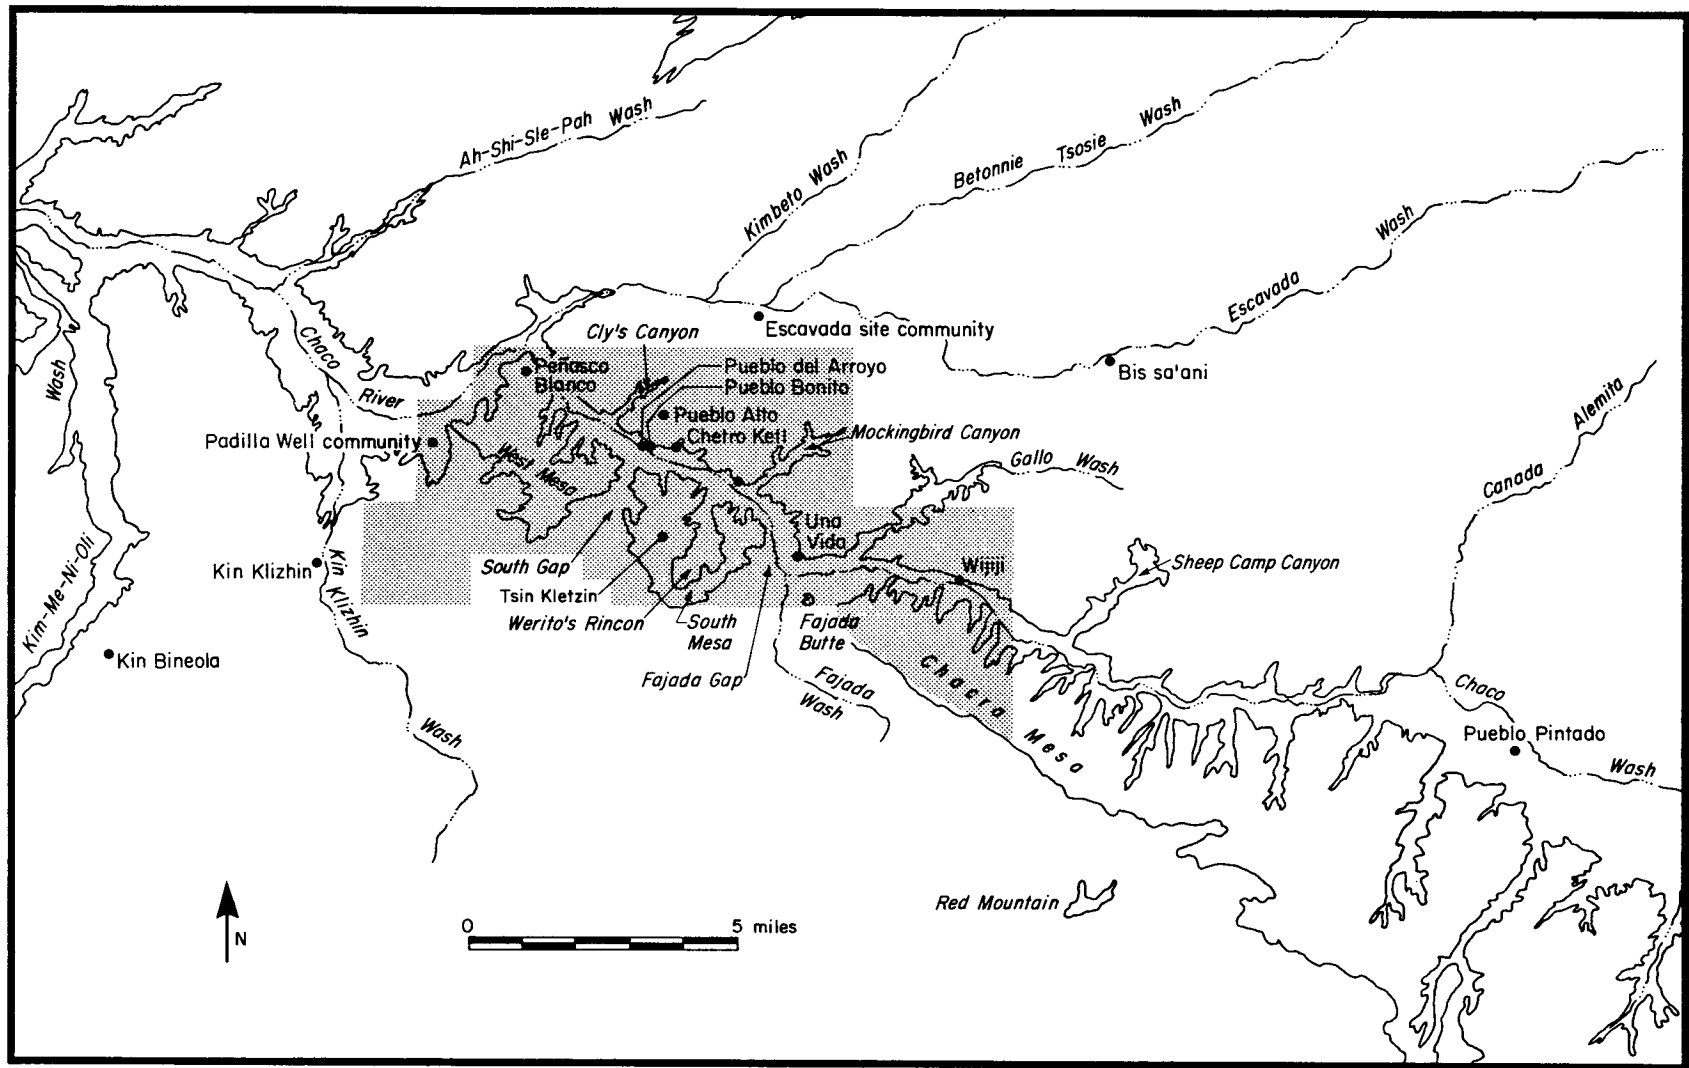 Ah-Shi-Sle-Pah Wash
Kimbeto Wash
Betonnie Tsosie Wash
Escavada Wash
Escavada site community
Cly's Canyon
Chaco
River
Wash
Peñasco
Blanco
Pueblo del Arroyo
Pueblo Bonito
Pueblo Alto
Chetro Ketl
Bis sa'ani
Mockingbird Canyon
Padilla Well community
West Mesa
Gallo Wash
Canada Alemita
Una
Vida
South Gap
Wijiji
Sheep Camp Canyon
Kin Klizhin
Kin Klizhin
Wash
Tsin Kletzin
Werito's Rincon
South
Mesa
Fajada
Butte
Kim-Me-Ni-Oli
Kin Bineola
Fajada Gap
Fajada
Wash
Chacra Mesa
Chaco
Wash
Pueblo Pintado
Red Mountain
N
0 5 miles